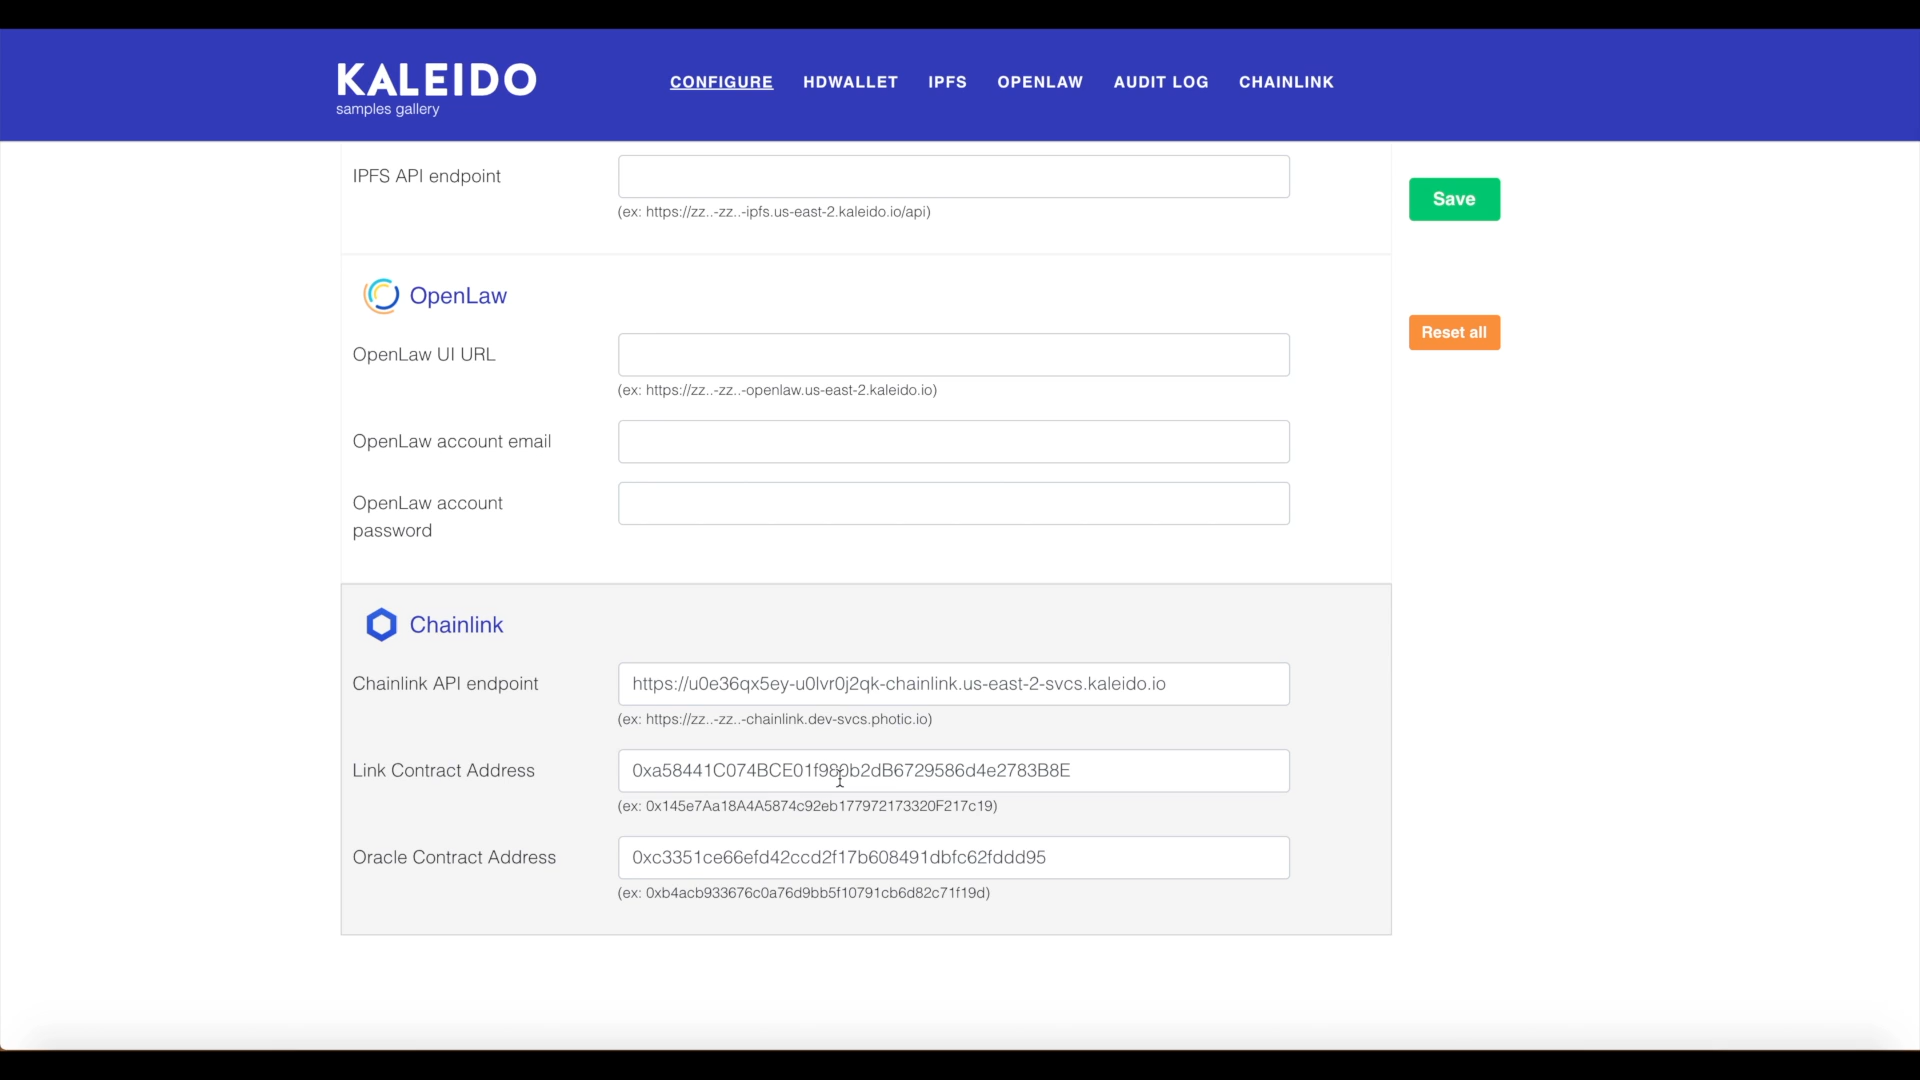 KALEIDO
samples gallery
CONFIGURE HDWALLET IPFS OPENLAW AUDIT LOG CHAINLINK
IPFS API endpoint
(ex: https://zz..-zz..-ipfs.us-east-2.kaleido.io/api)
Save
OpenLaw
Reset all
OpenLaw UI URL
(ex: https://zz..-zz..-openlaw.us-east-2.kaleido.io)
OpenLaw account email
OpenLaw account
password
Chainlink
Chainlink API endpoint https://u0e36qx5ey-u0lvr0j2qk-chainlink.us-east-2-svcs.kaleido.io
(ex: https://zz..-zz..-chainlink.dev-svcs.photic.io)
Link Contract Address 0xa58441C074BCE01f980b2dB6729586d4e2783B8E
(ex: 0x145e7Aa18A4A5874c92eb177972173320F217c19)
Oracle Contract Address 0xc3351ce66efd42ccd2f17b608491dbfc62fddd95
(ex: 0xb4acb933676c0a76d9bb5f10791cb6d82c71f19d)